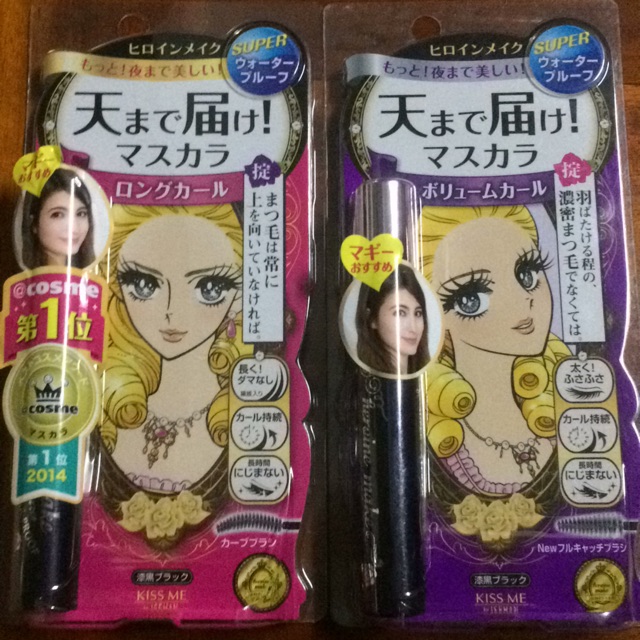 ヒロインメイク
SUPER
ウォーター
プルーフ
もっと!夜まで美しい!
天まで届け!
マスカラ
ロングカール
掟
まつ毛は常に
上を向いていなければ。
おすすめ
@cosme
第1位
@cosme
マスカラ
第1位
2014
長く!
ダマなし
繊維入り
カール持続
長時間
にじまない
カーブブラシ
漆黒ブラック
KISS ME
ヒロインメイク
SUPER
ウォーター
プルーフ
もっと!夜まで美しい!
天まで届け!
マスカラ
ボリュームカール
掟
羽ばたける程の、
濃密まつ毛でなくては。
マギー
おすすめ
太く!
ふさふさ
カール持続
長時間
にじまない
heroine make
Newフルキャッチブラシ
漆黒ブラック
KISS ME